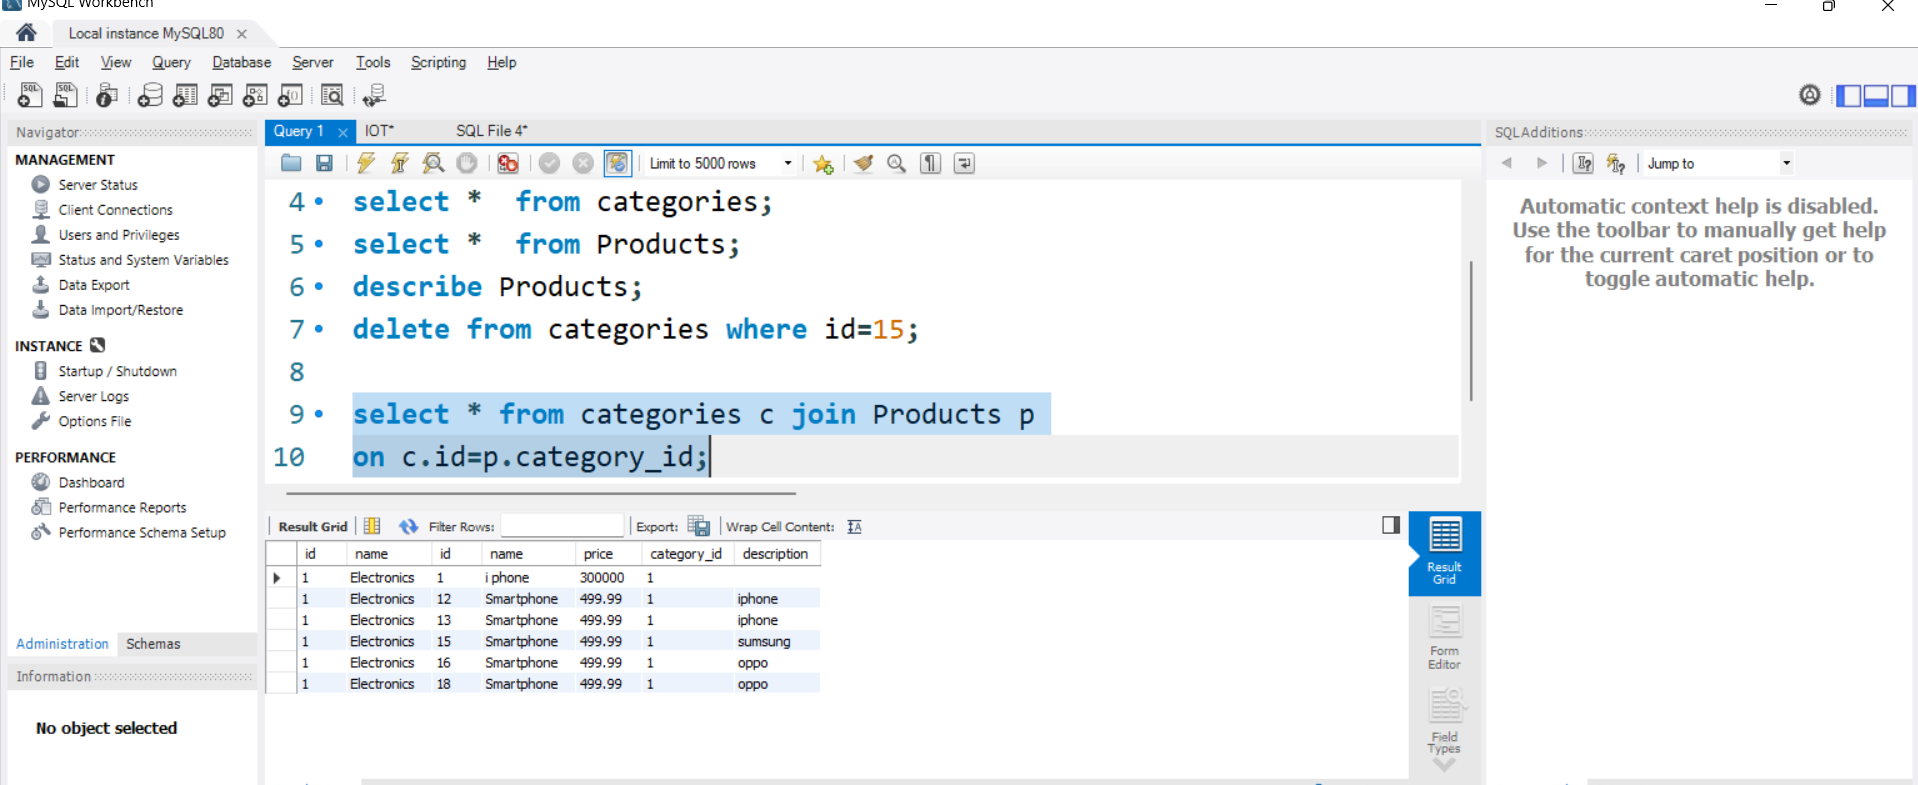 MySQL Workbench
Local instance MySQL80
File Edit View Query Database Server Tools Scripting Help
Navigator
MANAGEMENT
Server Status
Client Connections
Users and Privileges
Status and System Variables
Data Export
Data Import/Restore
INSTANCE
Startup / Shutdown
Server Logs
Options File
PERFORMANCE
Dashboard
Performance Reports
Performance Schema Setup
Administration Schemas
Information
No object selected
Query 1 IOT* SQL File 4*
Limit to 5000 rows
4 select * from categories;
5 select * from Products;
6 describe Products;
7 delete from categories where id=15;
8
9 select * from categories c join Products p
10 on c.id=p.category_id;
Result Grid Filter Rows: Export: Wrap Cell Content:
id name id name price category_id description
1 Electronics 1 i phone 300000 1
1 Electronics 12 Smartphone 499.99 1 iphone
1 Electronics 13 Smartphone 499.99 1 iphone
1 Electronics 15 Smartphone 499.99 1 sumsung
1 Electronics 16 Smartphone 499.99 1 oppo
1 Electronics 18 Smartphone 499.99 1 oppo
Result
Grid
Form
Editor
Field
Types
SQLAdditions
Jump to
Automatic context help is disabled.
Use the toolbar to manually get help
for the current caret position or to
toggle automatic help.